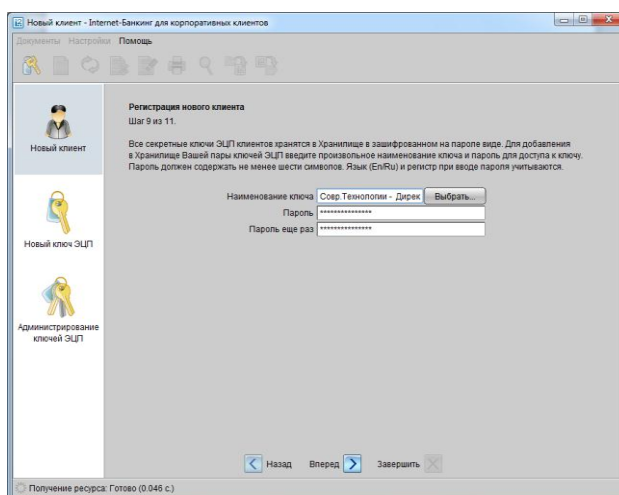 Новый клиент - Internet-Банкинг для корпоративных клиентов
Документы Настройки Помощь
Регистрация нового клиента
Шаг 9 из 11.
Все секретные ключи ЭЦП клиентов хранятся в Хранилище в зашифрованном на пароле виде. Для добавления
в Хранилище Вашей пары ключей ЭЦП введите произвольное наименование ключа и пароль для доступа к ключу.
Пароль должен содержать не менее шести символов. Язык (En/Ru) и регистр при вводе пароля учитываются.
Новый клиент
Наименование ключа Совр.Технологии - Дирек Выбрать...
Пароль ***************
Пароль еще раз ***************
Новый ключ ЭЦП
Администрирование
ключей ЭЦП
Назад Вперед Завершить
Получение ресурса: Готово (0.046 с.)